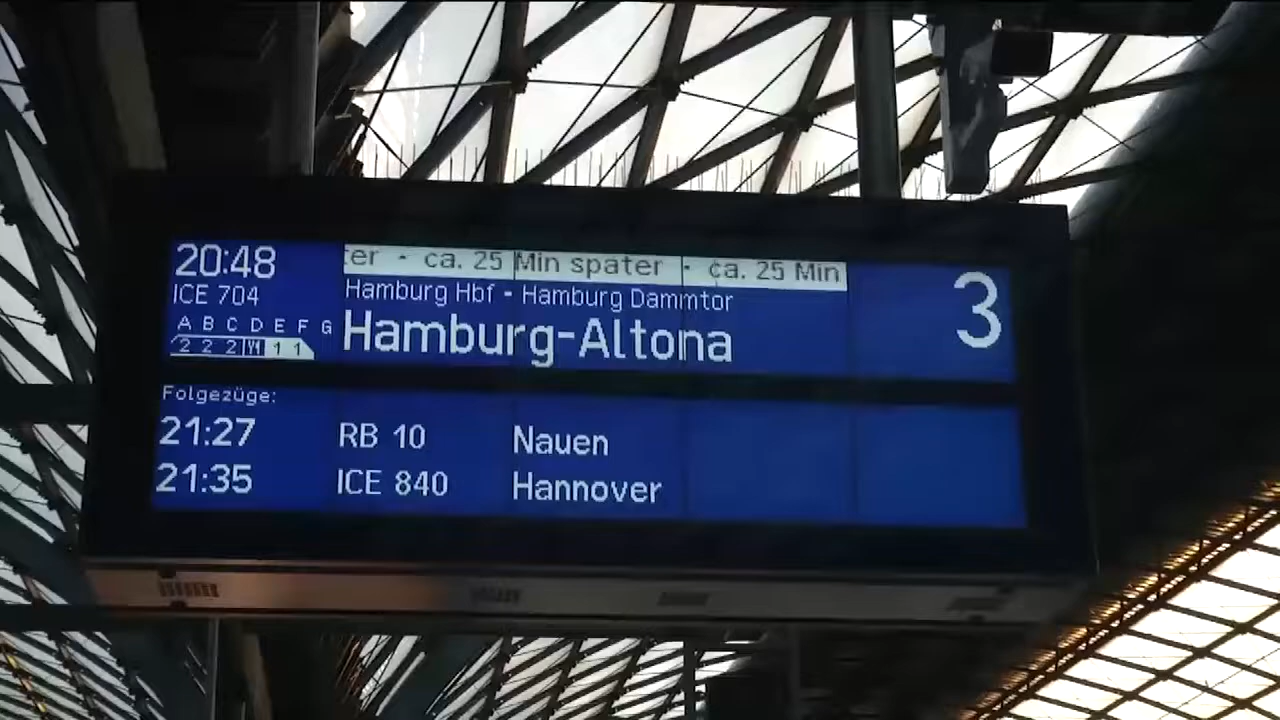 20:48
ter - ca. 25 Min später - ca. 25 Min
ICE 704
Hamburg Hbf - Hamburg Dammtor
3
A B C D E F G
2 2 2 1 1
Hamburg-Altona
Folgezüge:
21:27 RB 10 Nauen
21:35 ICE 840 Hannover